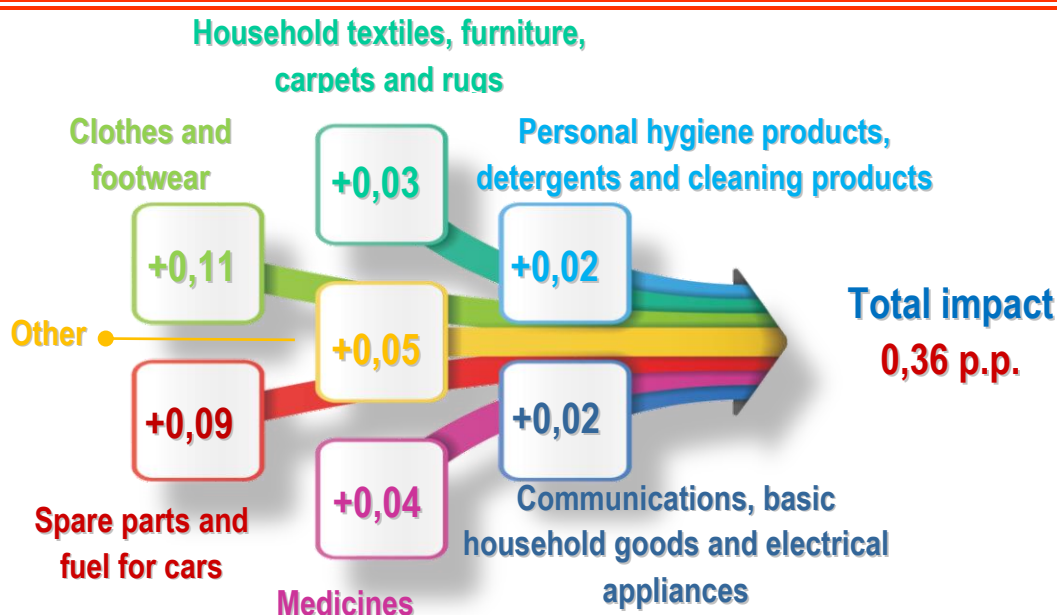 Household textiles, furniture,
carpets and rugs
Clothes and
footwear
+0,11
+0,03
Personal hygiene products,
detergents and cleaning products
+0,02
Other
+0,05
Total impact
0,36 p.p.
+0,09
Spare parts and
fuel for cars
+0,04
Medicines
+0,02
Communications, basic
household goods and electrical
appliances